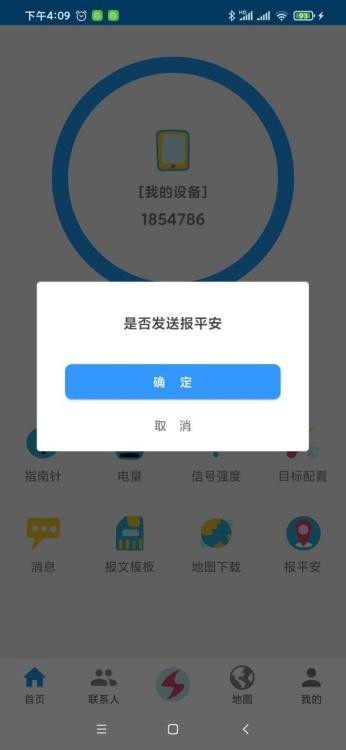 下午4:09
HD
93
[我的设备]
1854786
是否发送报平安
确 定
取 消
指南针
电量
信号强度
目标配置
消息
报文模板
地图下载
报平安
首页
联系人
地图
我的